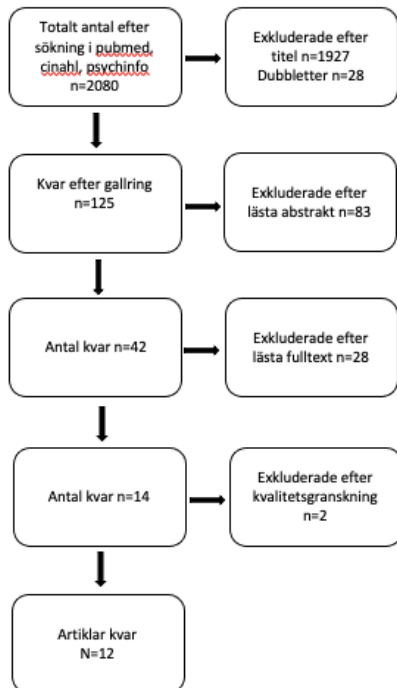 Totalt antal efter
sökning i pubmed,
cinahl, psychinfo
n=2080
Exkluderade efter
titel n=1927
Dubbletter n=28
Kvar efter gallring
n=125
Exkluderade efter
lästa abstrakt n=83
Antal kvar n=42
Exkluderade efter
lästa fulltext n=28
Antal kvar n=14
Exkluderade efter
kvalitetsgranskning
n=2
Artiklar kvar
N=12